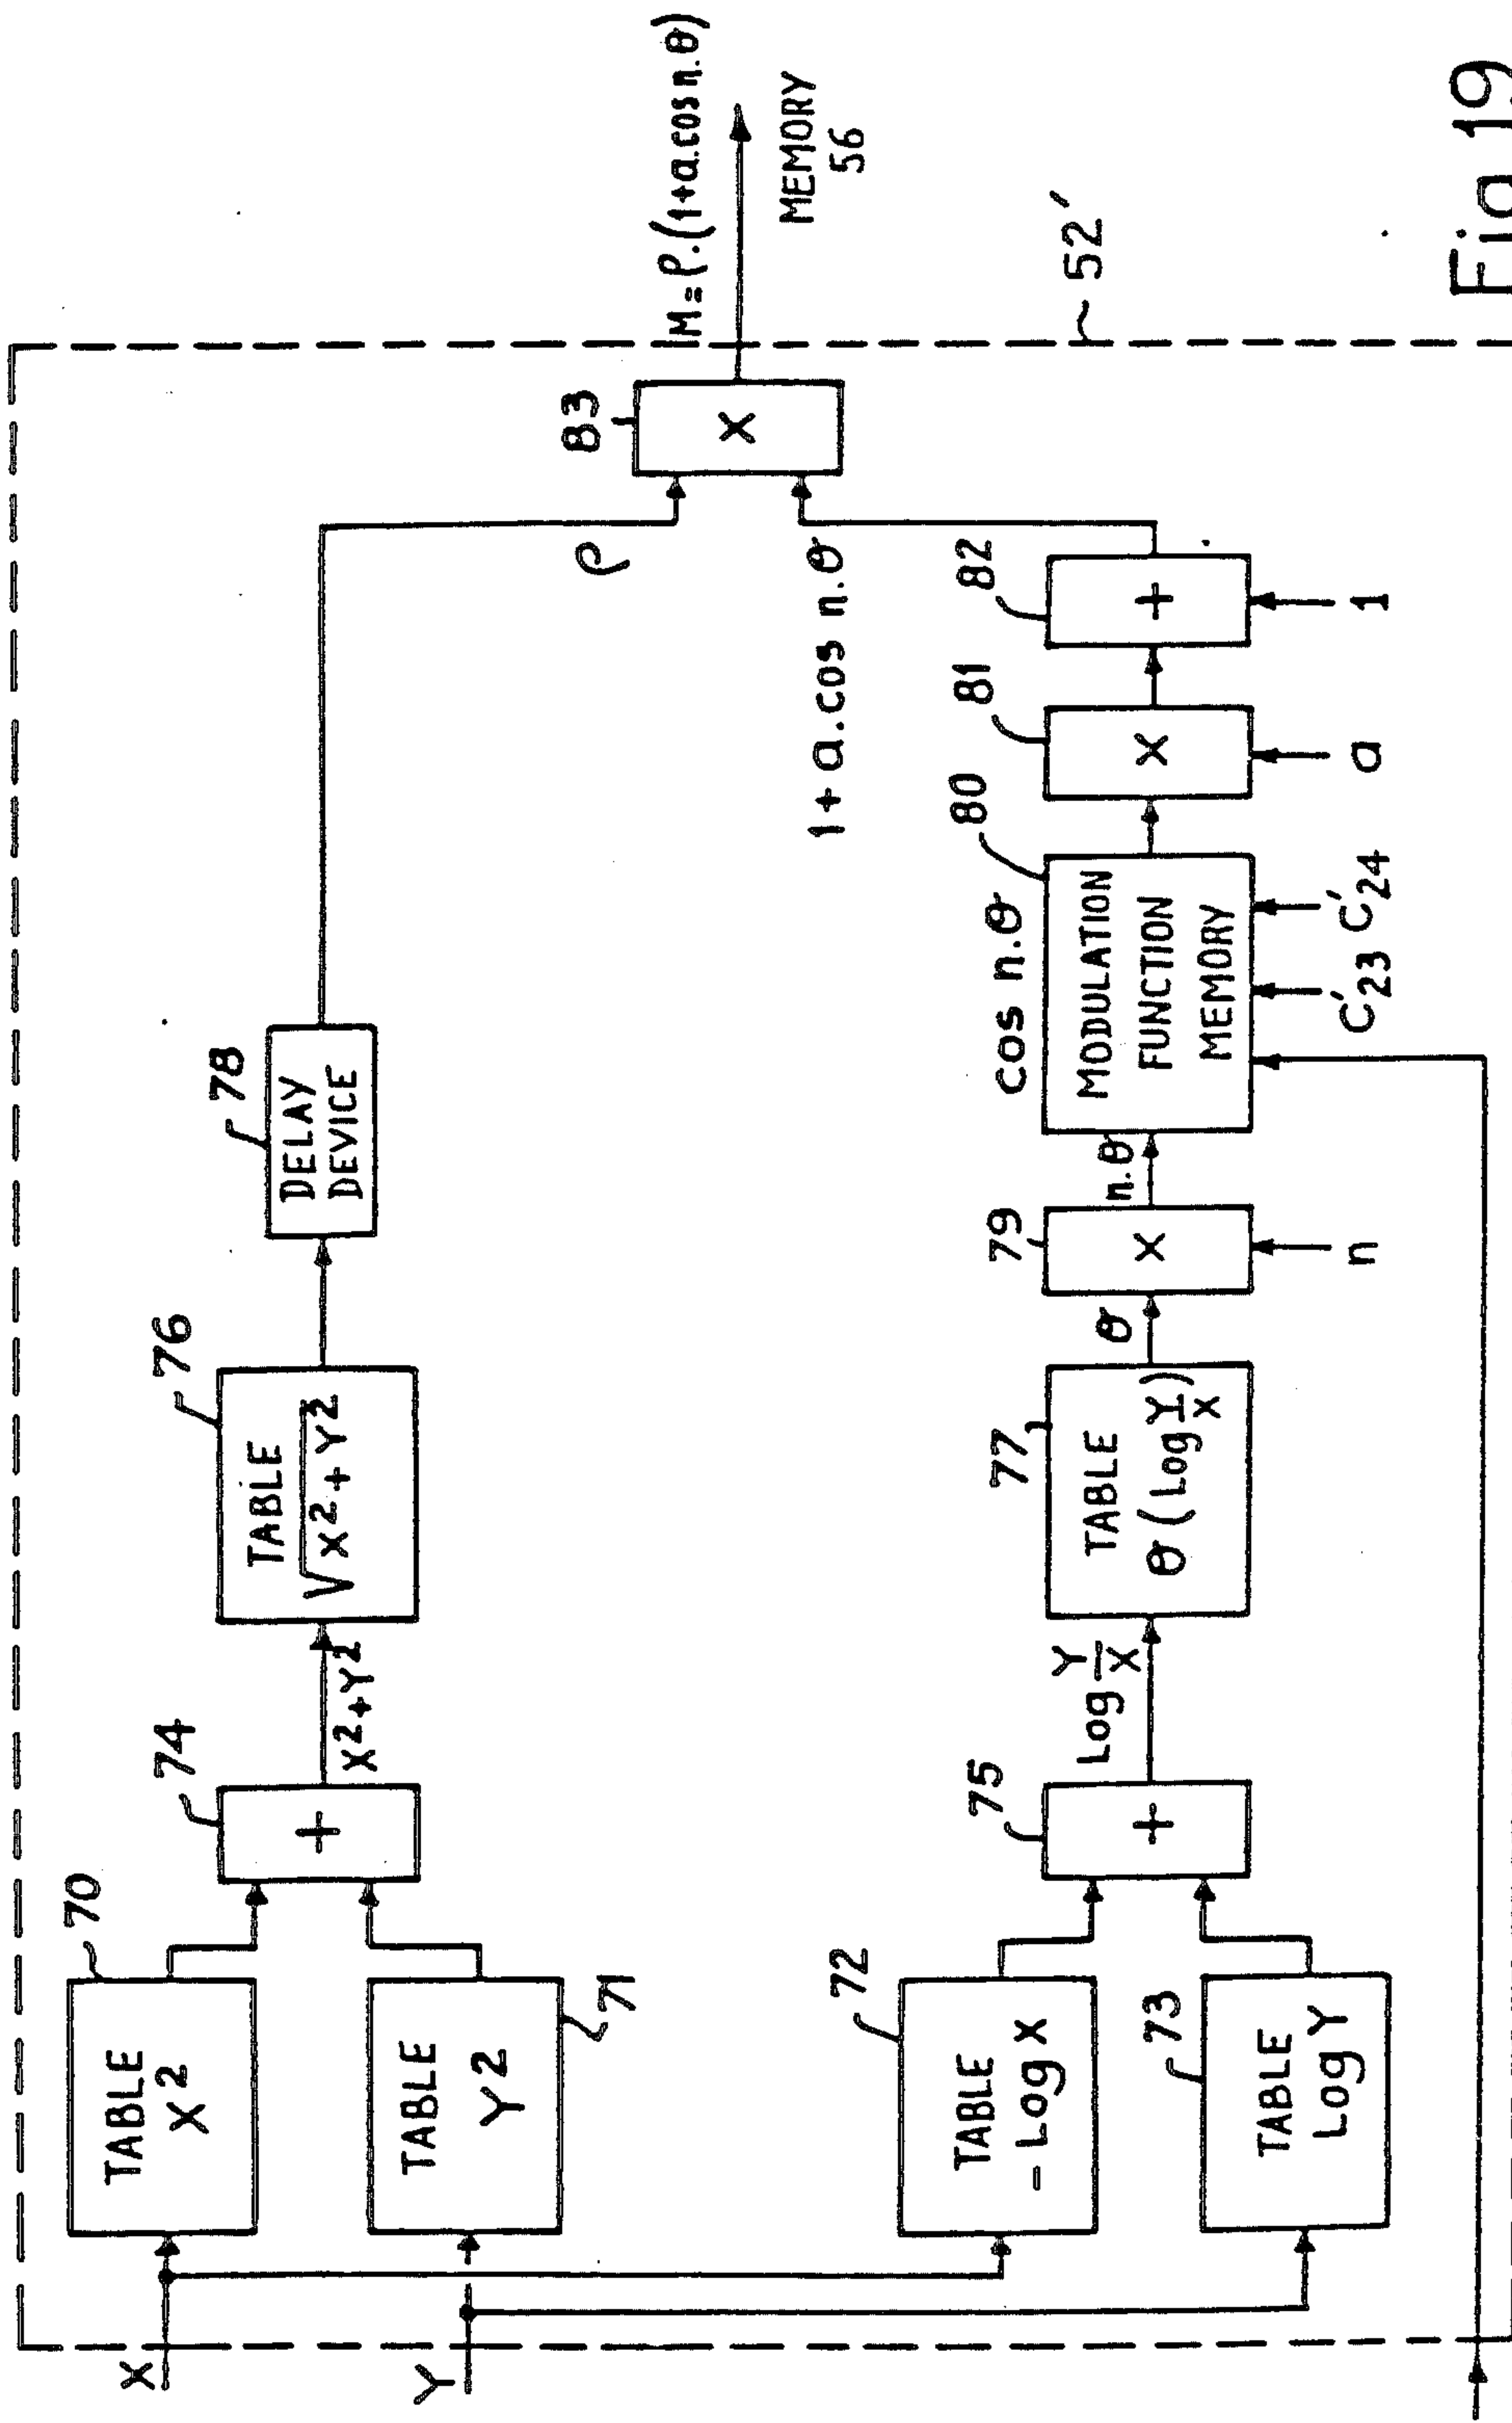 X
Y
70
TABLE
X²
TABLE
Y²
71
74
+
X²+Y²
76
TABLE
√X²+Y²
78
DELAY
DEVICE
ρ
72
TABLE
- Log X
73
TABLE
Log Y
75
+
Log Y/X
77
TABLE
θ (Log Y/X)
θ
79
X
n
n.θ
cos n.θ
80
MODULATION
FUNCTION
MEMORY
C'23 C'24
81
X
a
82
+
1
1+ a.cos n.θ
83
X
M=ρ.(1+a.cos n.θ)
MEMORY
56
52'
Fig.19